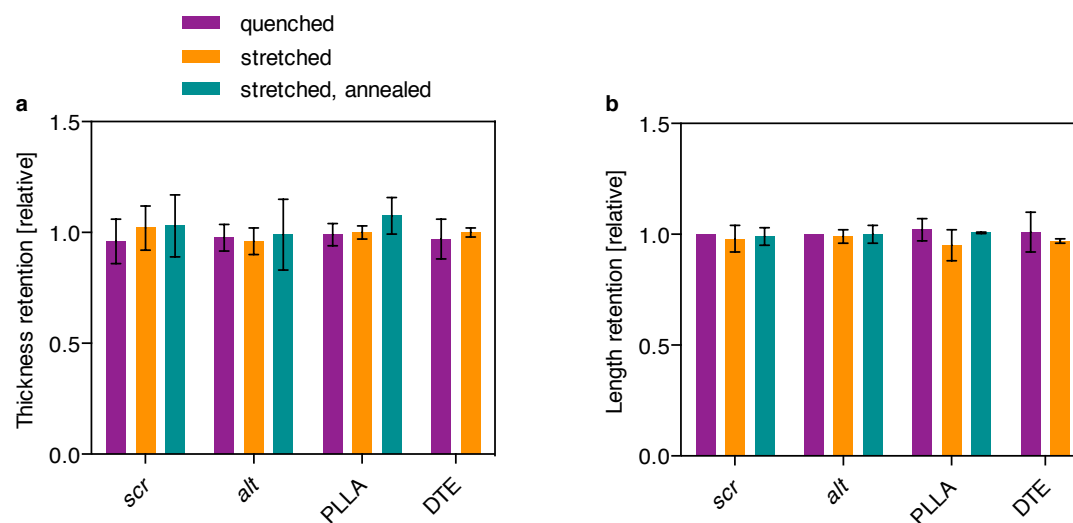 quenched
stretched
stretched, annealed
a
Thickness retention [relative]
1.5
1.0
0.5
0.0
scr
alt
PLLA
DTE
b
Length retention [relative]
1.5
1.0
0.5
0.0
scr
alt
PLLA
DTE